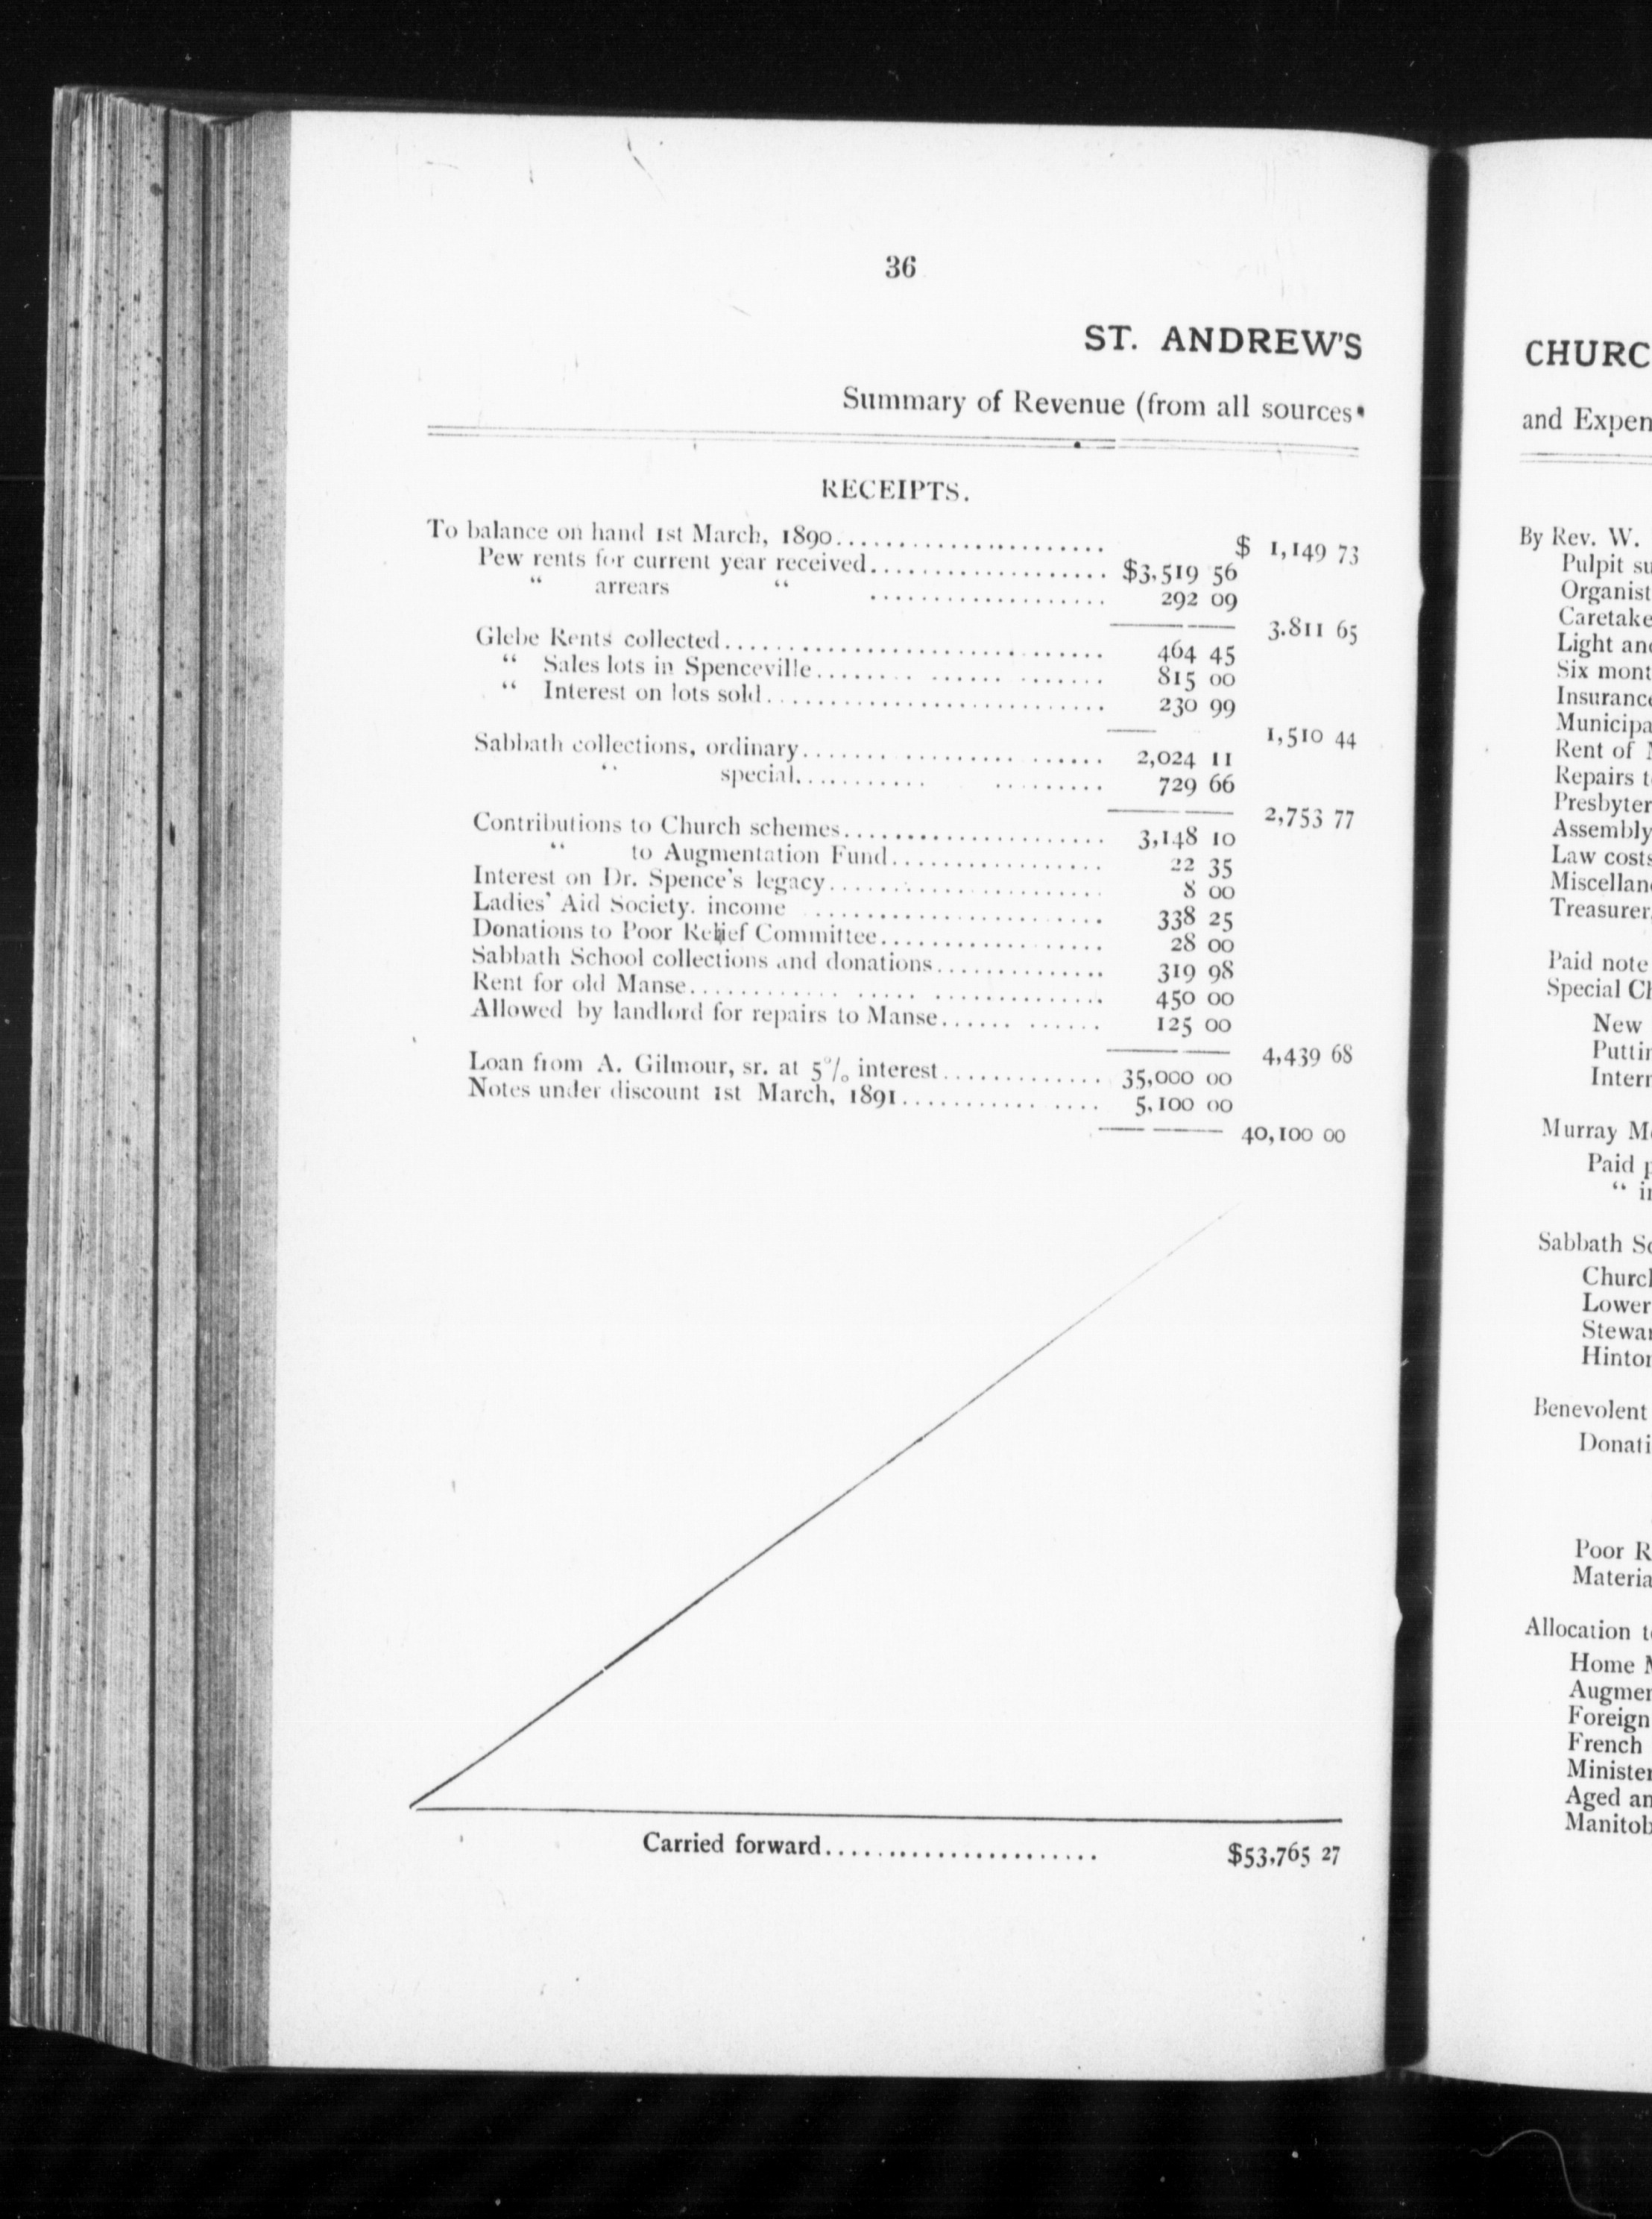 36
ST. ANDREW'S
Summary of Revenue (from all sources
RECEIPTS.
To balance on hand 1st March, 1890........................ $ 1,149 73
Pew rents for current year received.................... $3,519 56
“ arrears “ .................. 292 09
3.811 65
Glebe Rents collected............................. 464 45
“ Sales lots in Spenceville...................... 815 00
“ Interest on lots sold.......................... 230 99
1,510 44
Sabbath collections, ordinary....................... 2,024 11
“ special.................... 729 66
2,753 77
Contributions to Church schemes.................... 3,148 10
“ to Augmentation Fund................. 22 35
Interest on Dr. Spence's legacy..................... 8 00
Ladies' Aid Society. income ...................... 338 25
Donations to Poor Relief Committee................. 28 00
Sabbath School collections and donations............. 319 98
Rent for old Manse............................. 450 00
Allowed by landlord for repairs to Manse............ 125 00
4,439 68
Loan from A. Gilmour, sr. at 5% interest............. 35,000 00
Notes under discount 1st March, 1891............... 5,100 00
40,100 00
Carried forward....................... $53,765 27
CHURC
and Expen
By Rev. W.
Pulpit su
Organist
Caretake
Light and
Six mont
Insurance
Municipa
Rent of
Repairs t
Presbyter
Assembly
Law costs
Miscellan
Treasurer,
Paid note
Special Ch
New
Puttin
Intern
Murray M
Paid p
“ in
Sabbath Sc
Church
Lower
Stewar
Hinton
Benevolent
Donati
Poor R
Materia
Allocation t
Home M
Augmen
Foreign
French
Minister
Aged an
Manitob